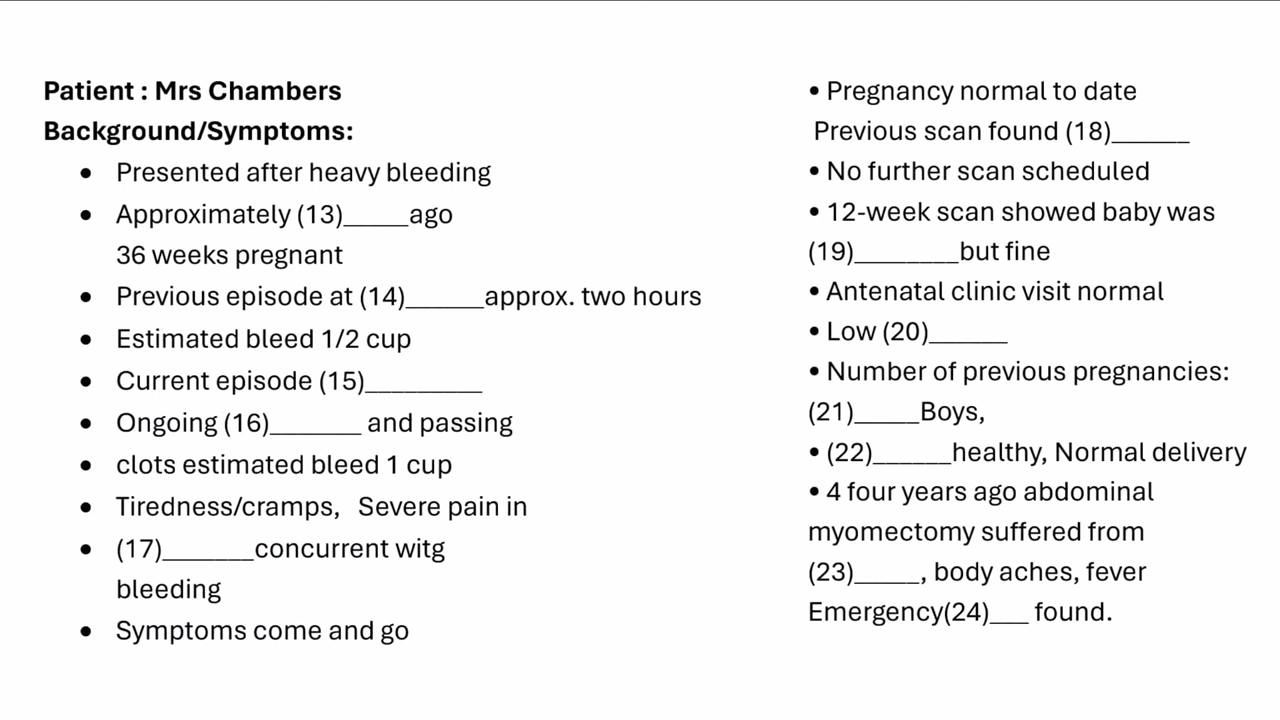 Patient : Mrs Chambers
Background/Symptoms:
• Presented after heavy bleeding
• Approximately (13)_____ago
36 weeks pregnant
• Previous episode at (14)______approx. two hours
• Estimated bleed 1/2 cup
• Current episode (15)_________
• Ongoing (16)_______ and passing
• clots estimated bleed 1 cup
• Tiredness/cramps, Severe pain in
• (17)_______concurrent witg
bleeding
• Symptoms come and go
• Pregnancy normal to date
Previous scan found (18)______
• No further scan scheduled
• 12-week scan showed baby was
(19)________but fine
• Antenatal clinic visit normal
• Low (20)______
• Number of previous pregnancies:
(21)_____Boys,
• (22)______healthy, Normal delivery
• 4 four years ago abdominal
myomectomy suffered from
(23)_____, body aches, fever
Emergency(24)___ found.